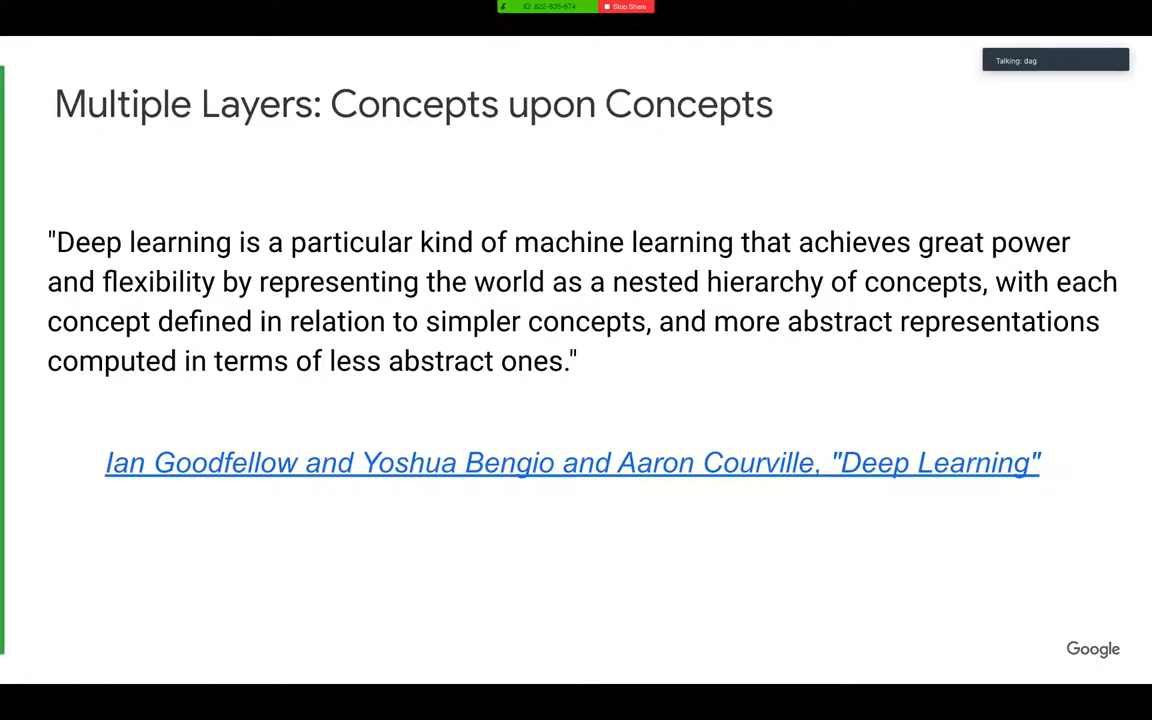 ID: 822-635-674 Stop Share
Talking: dag
Multiple Layers: Concepts upon Concepts
"Deep learning is a particular kind of machine learning that achieves great power
and flexibility by representing the world as a nested hierarchy of concepts, with each
concept defined in relation to simpler concepts, and more abstract representations
computed in terms of less abstract ones."
Ian Goodfellow and Yoshua Bengio and Aaron Courville, "Deep Learning"
Google